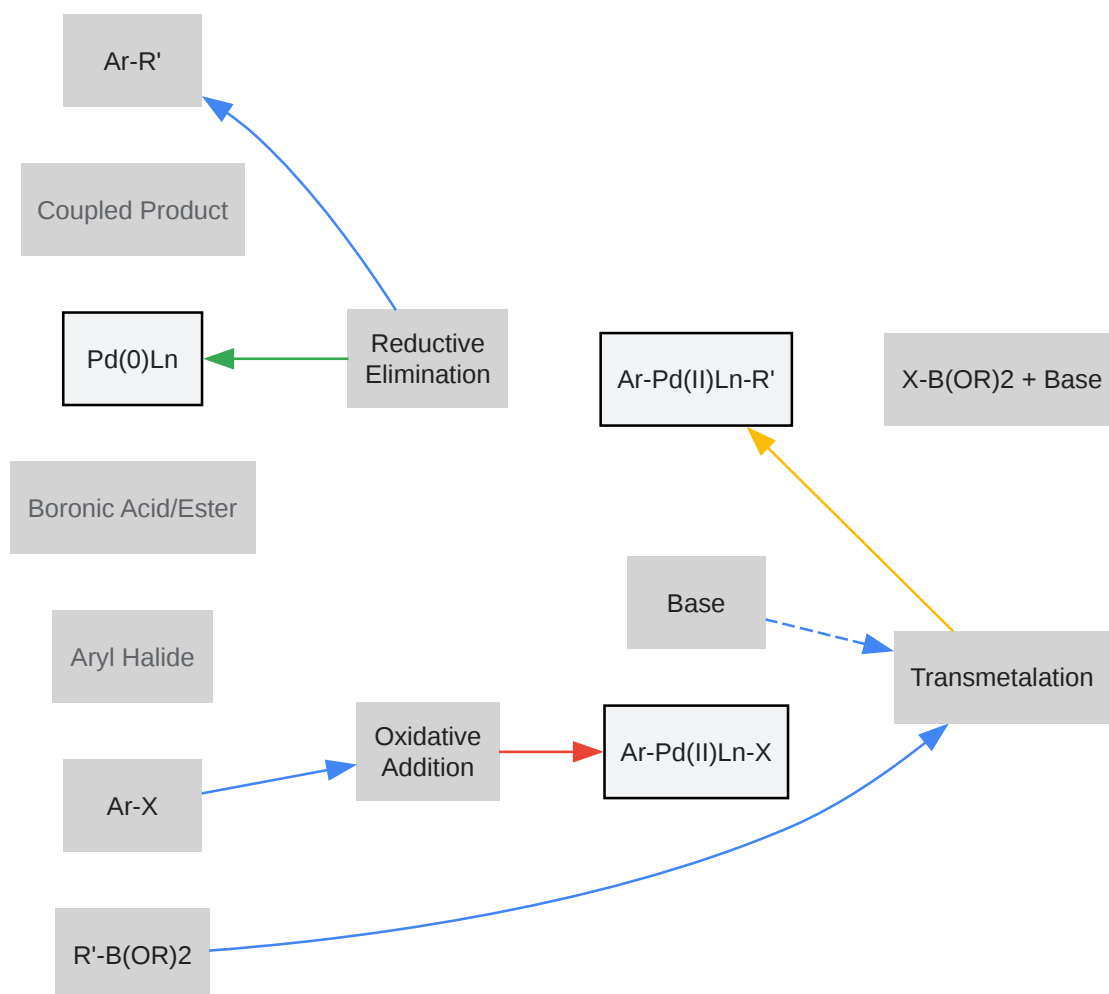 Ar-R'
Coupled Product
Pd(0)Ln
Reductive
Elimination
Ar-Pd(II)Ln-R'
X-B(OR)2 + Base
Boronic Acid/Ester
Base
Aryl Halide
Transmetalation
Oxidative
Addition
Ar-Pd(II)Ln-X
Ar-X
R'-B(OR)2